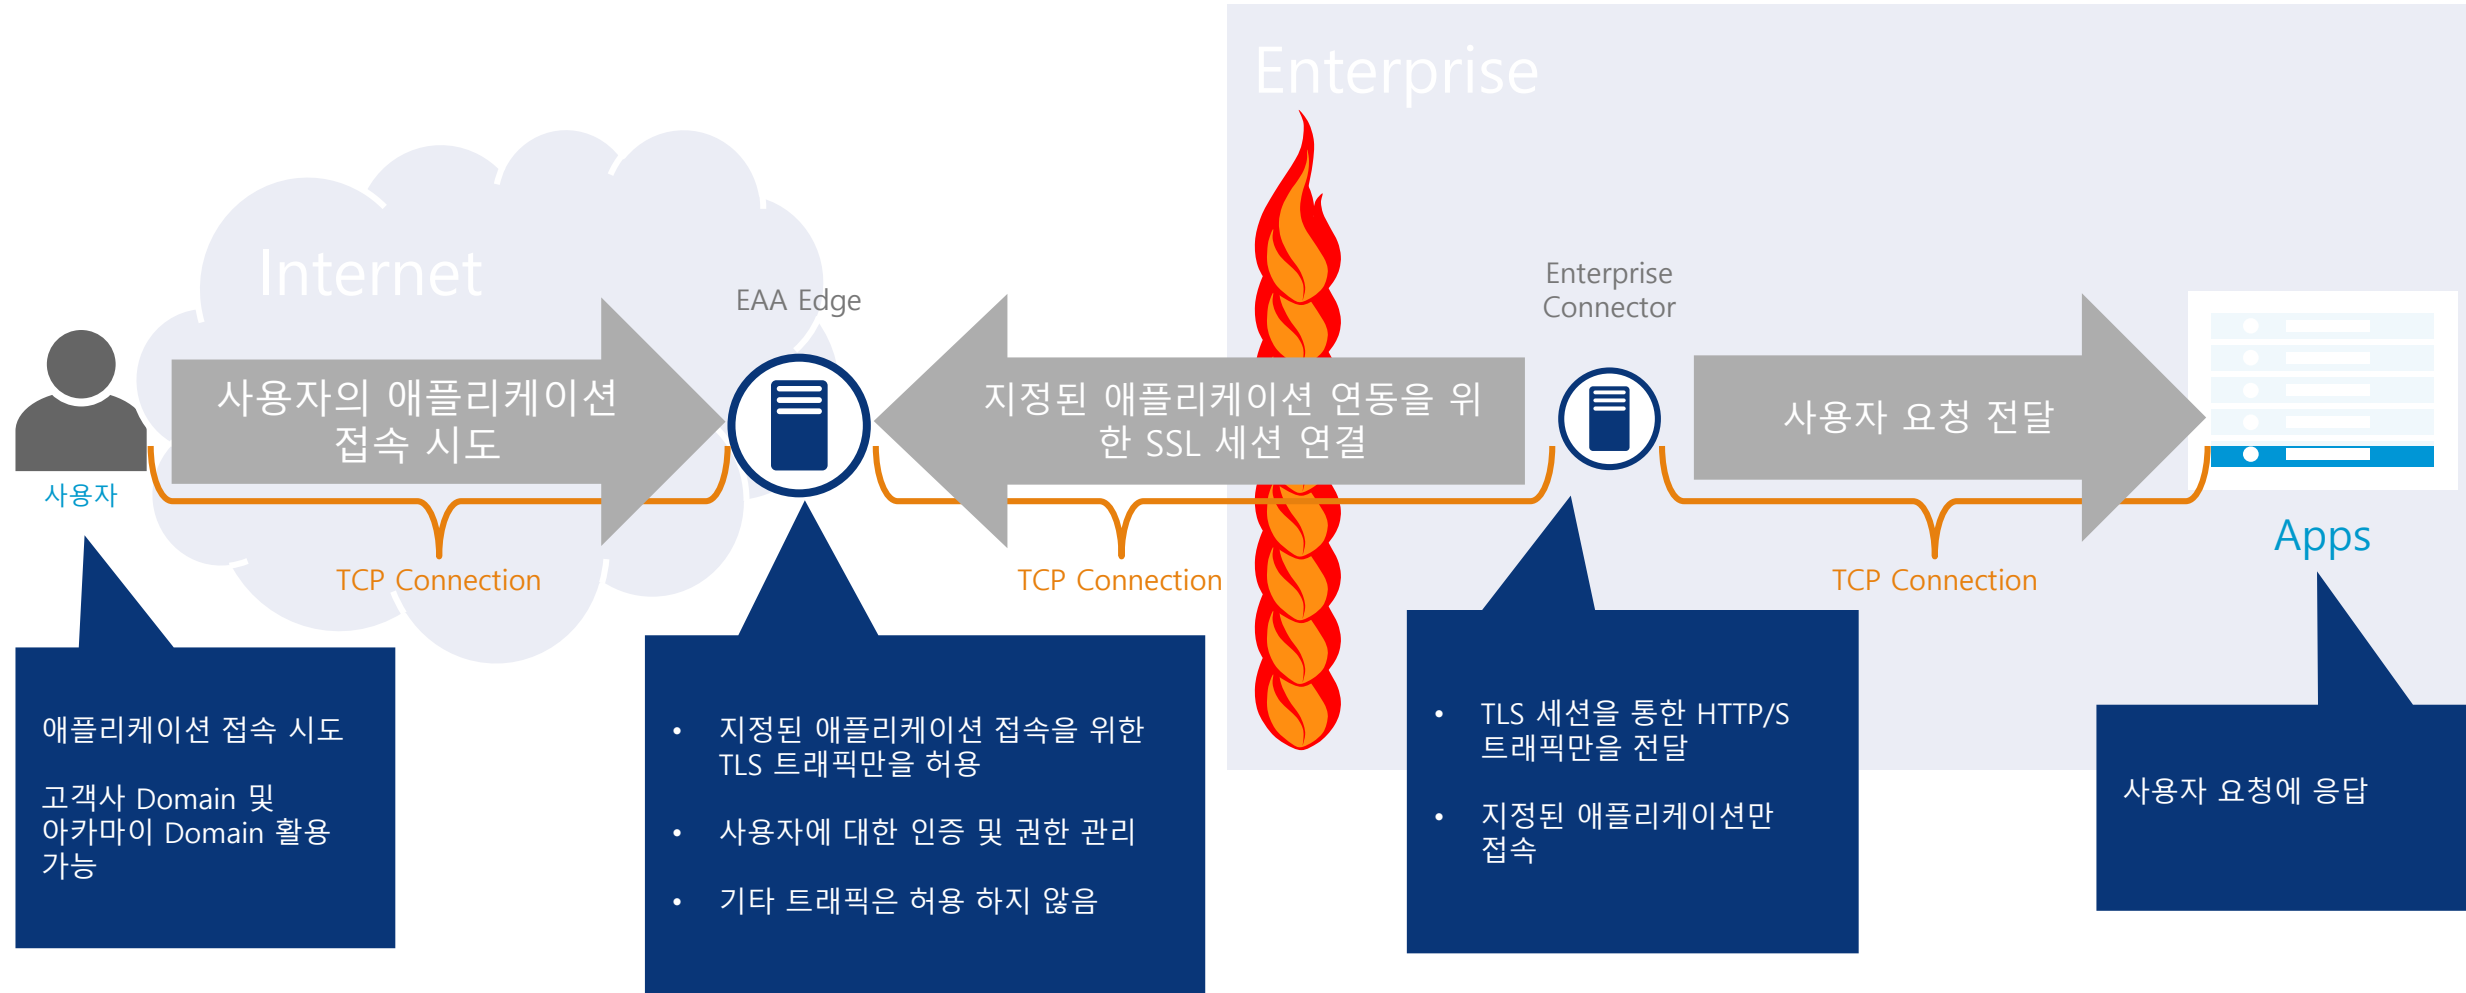 Enterprise
Internet
EAA Edge
Enterprise
Connector
사용자의 애플리케이션
접속 시도
지정된 애플리케이션 연동을 위
한 SSL 세션 연결
사용자 요청 전달
사용자
Apps
TCP Connection
TCP Connection
TCP Connection
애플리케이션 접속 시도
고객사 Domain 및
아카마이 Domain 활용
가능
• 지정된 애플리케이션 접속을 위한
TLS 트래픽만을 허용
• 사용자에 대한 인증 및 권한 관리
• 기타 트래픽은 허용 하지 않음
• TLS 세션을 통한 HTTP/S
트래픽만을 전달
• 지정된 애플리케이션만
접속
사용자 요청에 응답